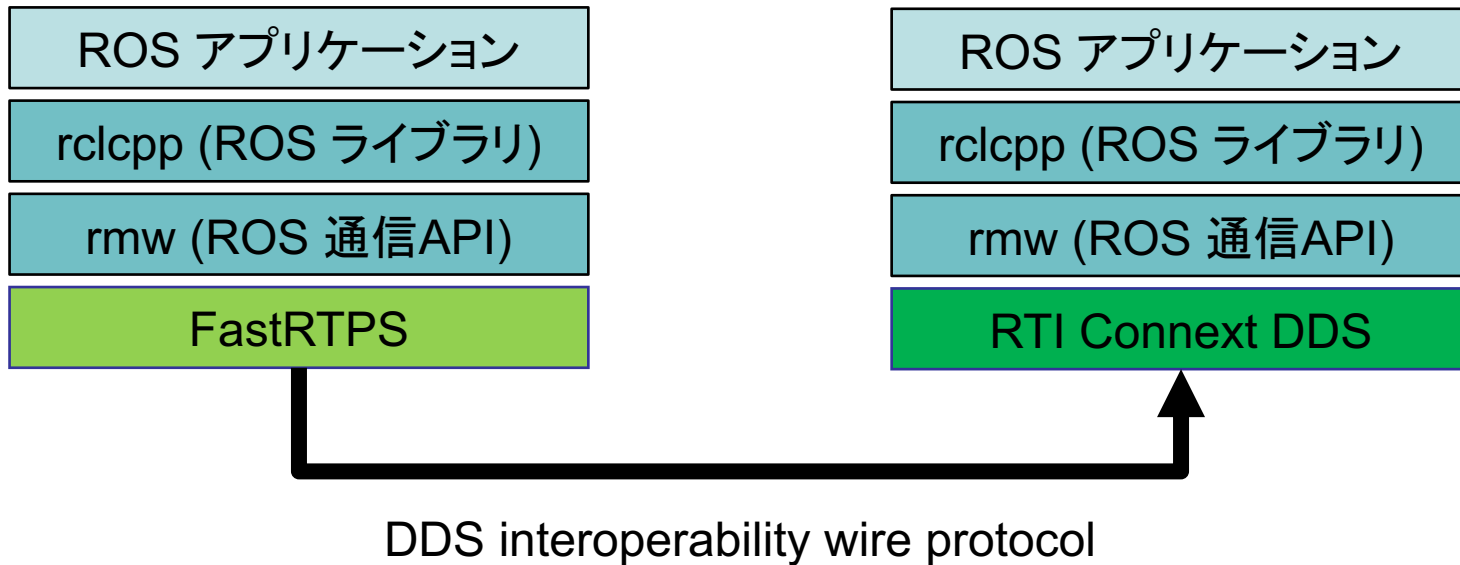 ROS アプリケーション
rclcpp (ROS ライブラリ)
rmw (ROS 通信API)
FastRTPS
ROS アプリケーション
rclcpp (ROS ライブラリ)
rmw (ROS 通信API)
RTI Connext DDS
DDS interoperability wire protocol